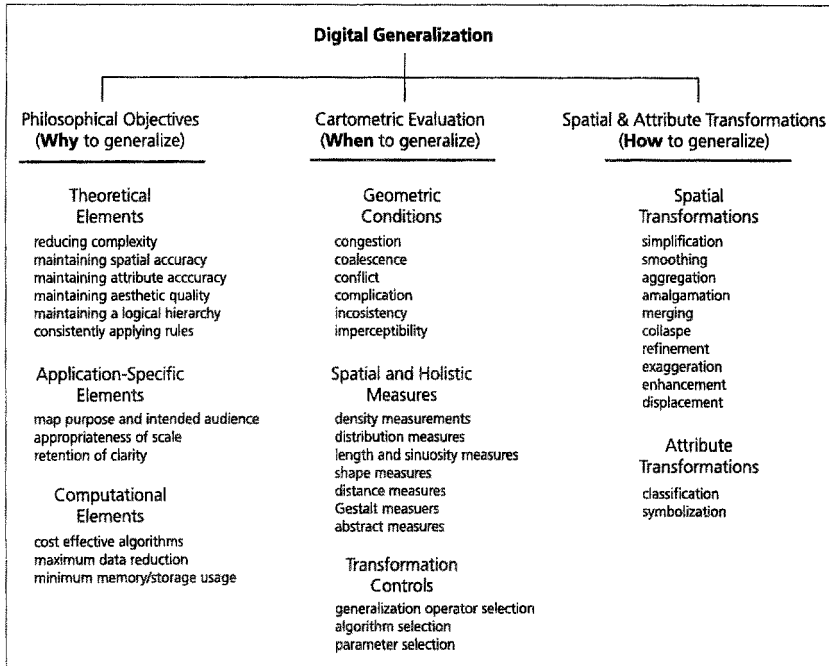 Digital Generalization
Philosophical Objectives
(Why to generalize)
Theoretical
Elements
reducing complexity
maintaining spatial accuracy
maintaining attribute acccuracy
maintaining aesthetic quality
maintaining a logical hierarchy
consistently applying rules
Application-Specific
Elements
map purpose and intended audience
appropriateness of scale
retention of clarity
Computational
Elements
cost effective algorithms
maximum data reduction
minimum memory/storage usage
Cartometric Evaluation
(When to generalize)
Geometric
Conditions
congestion
coalescence
conflict
complication
incosistency
imperceptibility
Spatial and Holistic
Measures
density measurements
distribution measures
length and sinuosity measures
shape measures
distance measures
Gestalt measuers
abstract measures
Transformation
Controls
generalization operator selection
algorithm selection
parameter selection
Spatial & Attribute Transformations
(How to generalize)
Spatial
Transformations
simplification
smoothing
aggregation
amalgamation
merging
collaspe
refinement
exaggeration
enhancement
displacement
Attribute
Transformations
classification
symbolization